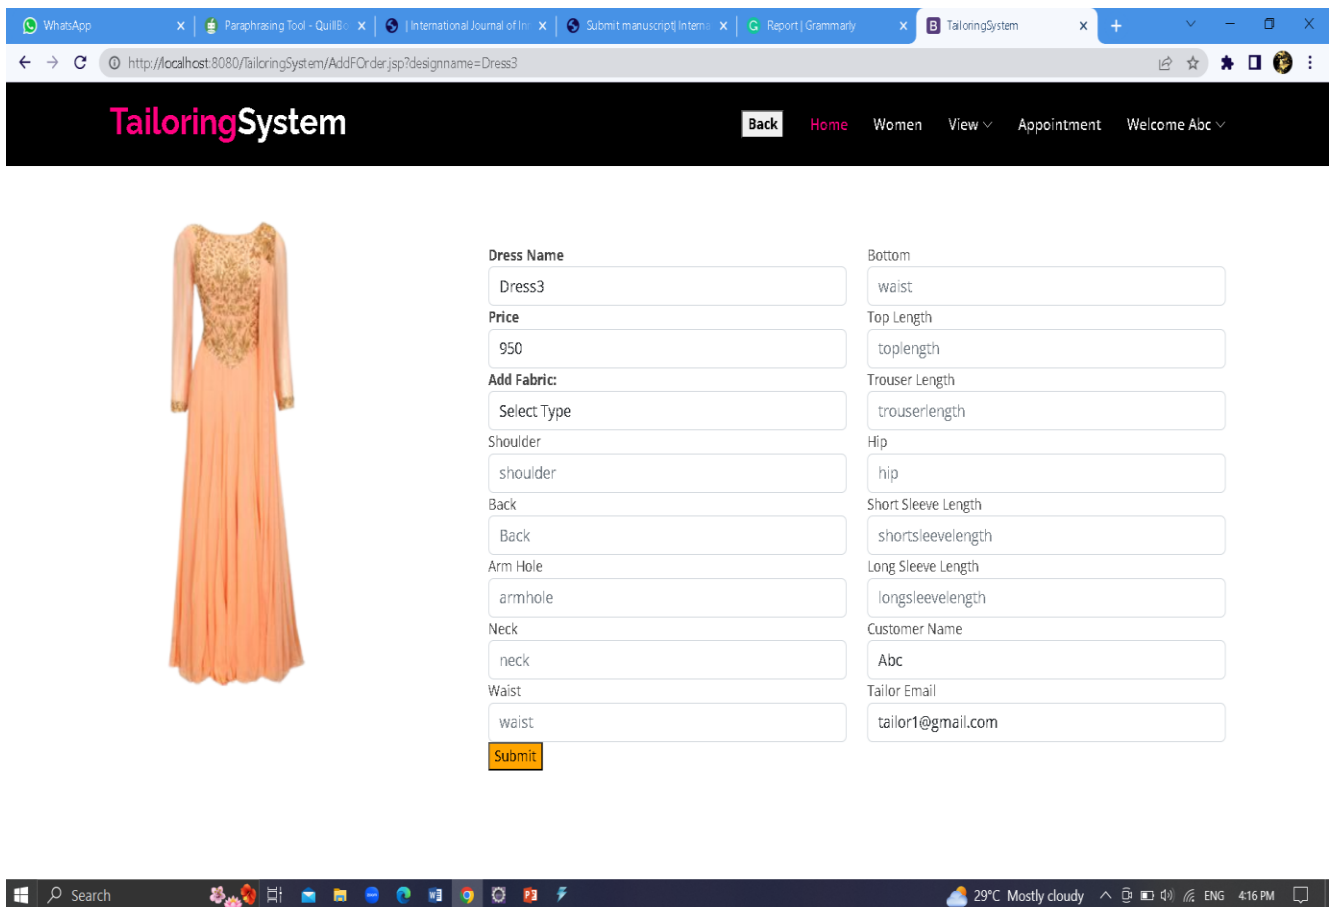 WhatsApp
Paraphrasing Tool - QuillBo
| International Journal of Inn
Submit manuscript| Interna
Report | Grammarly
TailoringSystem
http://localhost:8080/TailoringSystem/AddFOrder.jsp?designname=Dress3
TailoringSystem
Back Home Women View Appointment Welcome Abc
Dress Name
Dress3
Price
950
Add Fabric:
Select Type
Shoulder
shoulder
Back
Back
Arm Hole
armhole
Neck
neck
Waist
waist
Submit
Bottom
waist
Top Length
toplength
Trouser Length
trouserlength
Hip
hip
Short Sleeve Length
shortsleevelength
Long Sleeve Length
longsleevelength
Customer Name
Abc
Tailor Email
tailor1@gmail.com
Search
29°C Mostly cloudy ENG 4:16 PM